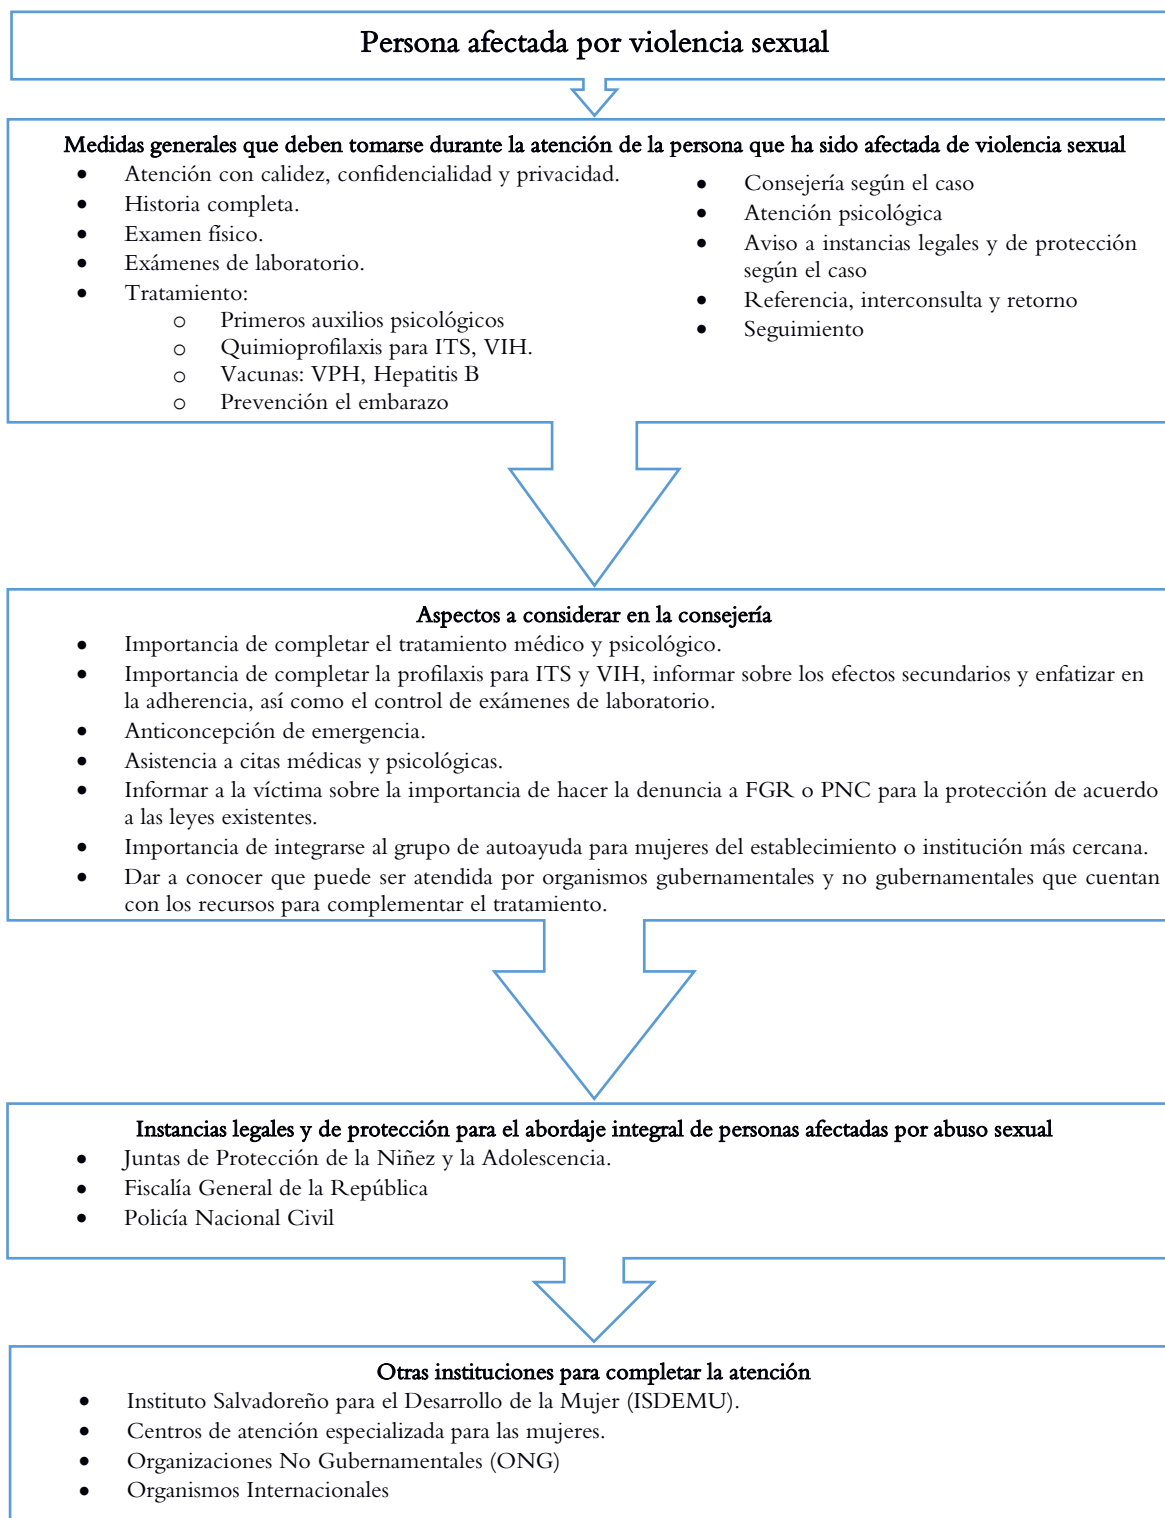 Persona afectada por violencia sexual
Medidas generales que deben tomarse durante la atención de la persona que ha sido afectada de violencia sexual
• Atención con calidez, confidencialidad y privacidad.
• Historia completa.
• Examen físico.
• Exámenes de laboratorio.
• Tratamiento:
o Primeros auxilios psicológicos
o Quimioprofilaxis para ITS, VIH.
o Vacunas: VPH, Hepatitis B
o Prevención el embarazo
• Consejería según el caso
• Atención psicológica
• Aviso a instancias legales y de protección
según el caso
• Referencia, interconsulta y retorno
• Seguimiento
Aspectos a considerar en la consejería
• Importancia de completar el tratamiento médico y psicológico.
• Importancia de completar la profilaxis para ITS y VIH, informar sobre los efectos secundarios y enfatizar en
la adherencia, así como el control de exámenes de laboratorio.
• Anticoncepción de emergencia.
• Asistencia a citas médicas y psicológicas.
• Informar a la víctima sobre la importancia de hacer la denuncia a FGR o PNC para la protección de acuerdo
a las leyes existentes.
• Importancia de integrarse al grupo de autoayuda para mujeres del establecimiento o institución más cercana.
• Dar a conocer que puede ser atendida por organismos gubernamentales y no gubernamentales que cuentan
con los recursos para complementar el tratamiento.
Instancias legales y de protección para el abordaje integral de personas afectadas por abuso sexual
• Juntas de Protección de la Niñez y la Adolescencia.
• Fiscalía General de la República
• Policía Nacional Civil
Otras instituciones para completar la atención
• Instituto Salvadoreño para el Desarrollo de la Mujer (ISDEMU).
• Centros de atención especializada para las mujeres.
• Organizaciones No Gubernamentales (ONG)
• Organismos Internacionales